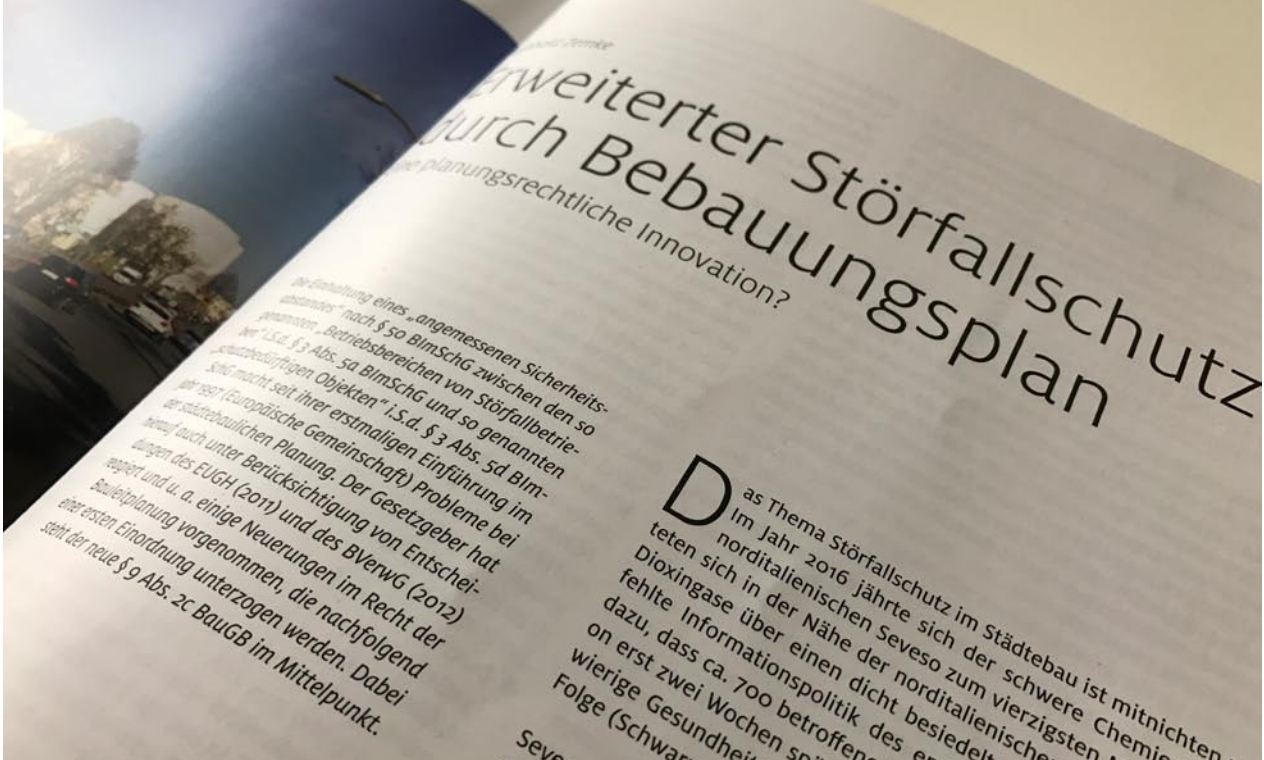 erweiterter Störfallschutz
durch Bebauungsplan
planungsrechtliche Innovation?
Die Einhaltung eines „angemessenen Sicherheits-
abstandes“ nach § 50 BImSchG zwischen den so
genannten „Betriebsbereichen von Störfallbetrie-
ben“ i.S.d. § 3 Abs. 5a BImSchG und so genannten
„schutzbedürftigen Objekten“ i.S.d. § 3 Abs. 5d BIm-
SchG macht seit ihrer erstmaligen Einführung im
Jahr 1997 (Europäische Gemeinschaft) Probleme bei
der städtebaulichen Planung. Der Gesetzgeber hat
hierauf auch unter Berücksichtigung von Entschei-
dungen des EUGH (2011) und des BVerwG (2012)
reagiert und u. a. einige Neuerungen im Recht der
Bauleitplanung vorgenommen, die nachfolgend
einer ersten Einordnung unterzogen werden. Dabei
steht der neue § 9 Abs. 2c BauGB im Mittelpunkt.
Das Thema Störfallschutz im Städtebau ist mitnichten
Im Jahr 2016 jährte sich der schwere Chemie
norditalienischen Seveso zum vierzigsten
teten sich in der Nähe der norditalienischen
Dioxingase über einen dicht besiedelt
fehlte Informationspolitik des
dazu, dass ca. 700 betroffene
on erst zwei Wochen spä
wierige Gesundheit
Folge (Schwar
Seve